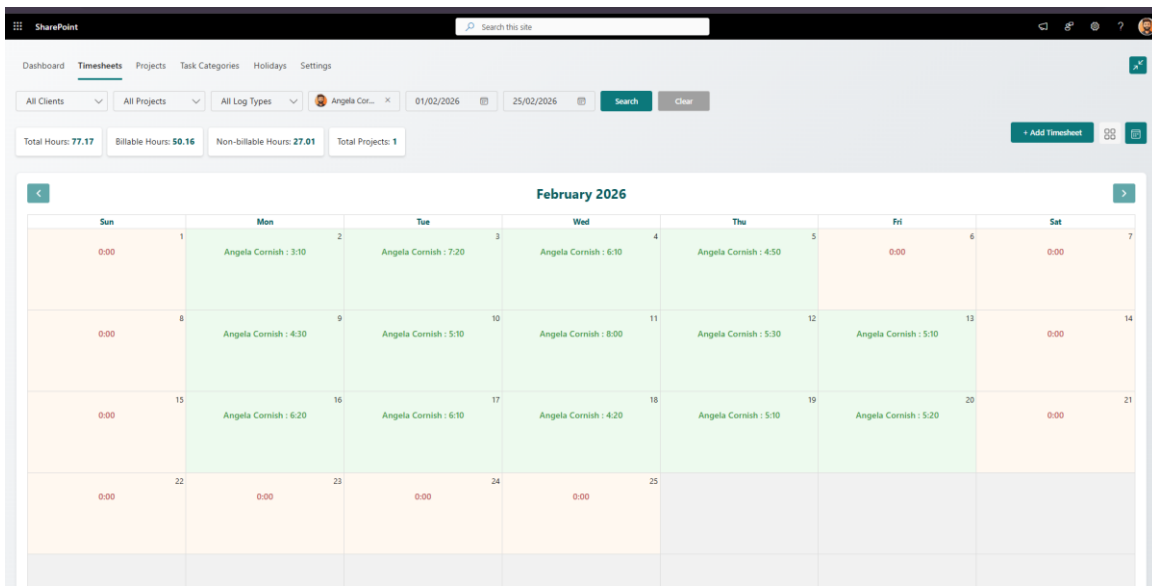 SharePoint
Search this site
?
Dashboard Timesheets Projects Task Categories Holidays Settings
All Clients All Projects All Log Types Angela Cor... × 01/02/2026 25/02/2026 Search Clear
Total Hours: 77.17 Billable Hours: 50.16 Non-billable Hours: 27.01 Total Projects: 1
+ Add Timesheet
February 2026
Sun Mon Tue Wed Thu Fri Sat
1 2 3 4 5 6 7
0:00 Angela Cornish : 3:10 Angela Cornish : 7:20 Angela Cornish : 6:10 Angela Cornish : 4:50 0:00 0:00
8 9 10 11 12 13 14
0:00 Angela Cornish : 4:30 Angela Cornish : 5:10 Angela Cornish : 8:00 Angela Cornish : 5:30 Angela Cornish : 5:10 0:00
15 16 17 18 19 20 21
0:00 Angela Cornish : 6:20 Angela Cornish : 6:10 Angela Cornish : 4:20 Angela Cornish : 5:10 Angela Cornish : 5:20 0:00
22 23 24 25
0:00 0:00 0:00 0:00